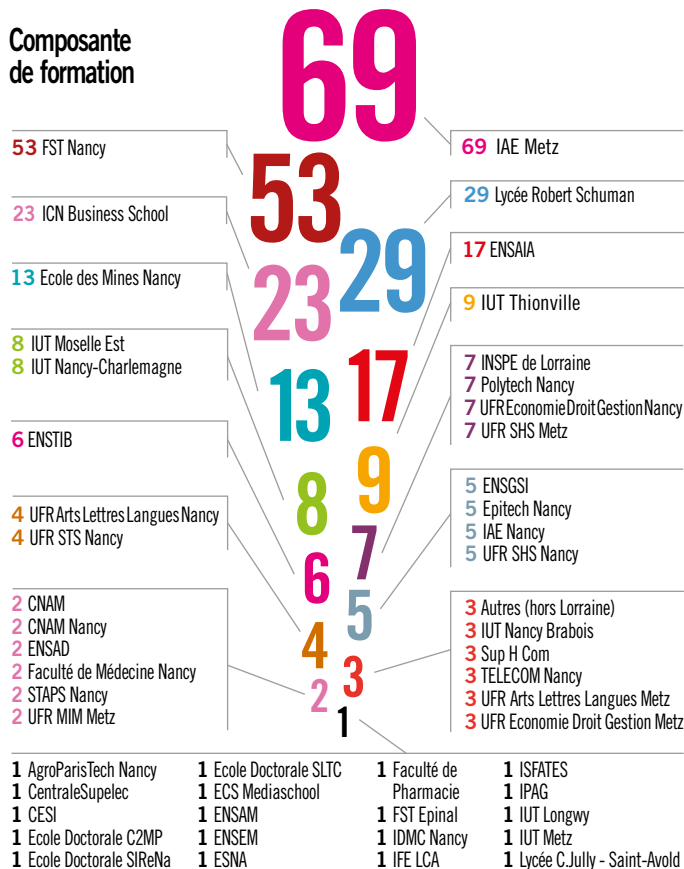 Composante
de formation
69
53
29
23
17
13
9
8
7
6
5
4
3
2
1
53 FST Nancy
23 ICN Business School
13 Ecole des Mines Nancy
8 IUT Moselle Est
8 IUT Nancy-Charlemagne
6 ENSTIB
4 UFR Arts Lettres Langues Nancy
4 UFR STS Nancy
2 CNAM
2 CNAM Nancy
2 ENSAD
2 Faculté de Médecine Nancy
2 STAPS Nancy
2 UFR MIM Metz
69 IAE Metz
29 Lycée Robert Schuman
17 ENSAIA
9 IUT Thionville
7 INSPE de Lorraine
7 Polytech Nancy
7 UFR Economie Droit Gestion Nancy
7 UFR SHS Metz
5 ENSGSI
5 Epitech Nancy
5 IAE Nancy
5 UFR SHS Nancy
3 Autres (hors Lorraine)
3 IUT Nancy Brabois
3 Sup H Com
3 TELECOM Nancy
3 UFR Arts Lettres Langues Metz
3 UFR Economie Droit Gestion Metz
1 AgroParisTech Nancy
1 CentraleSupelec
1 CESI
1 Ecole Doctorale C2MP
1 Ecole Doctorale SIReNa
1 Ecole Doctorale SLTC
1 ECS Mediaschool
1 ENSAM
1 ENSEM
1 ESNA
1 Faculté de
Pharmacie
1 FST Epinal
1 IDMC Nancy
1 IFE LCA
1 ISFATES
1 IPAG
1 IUT Longwy
1 IUT Metz
1 Lycée C.Jully - Saint-Avold